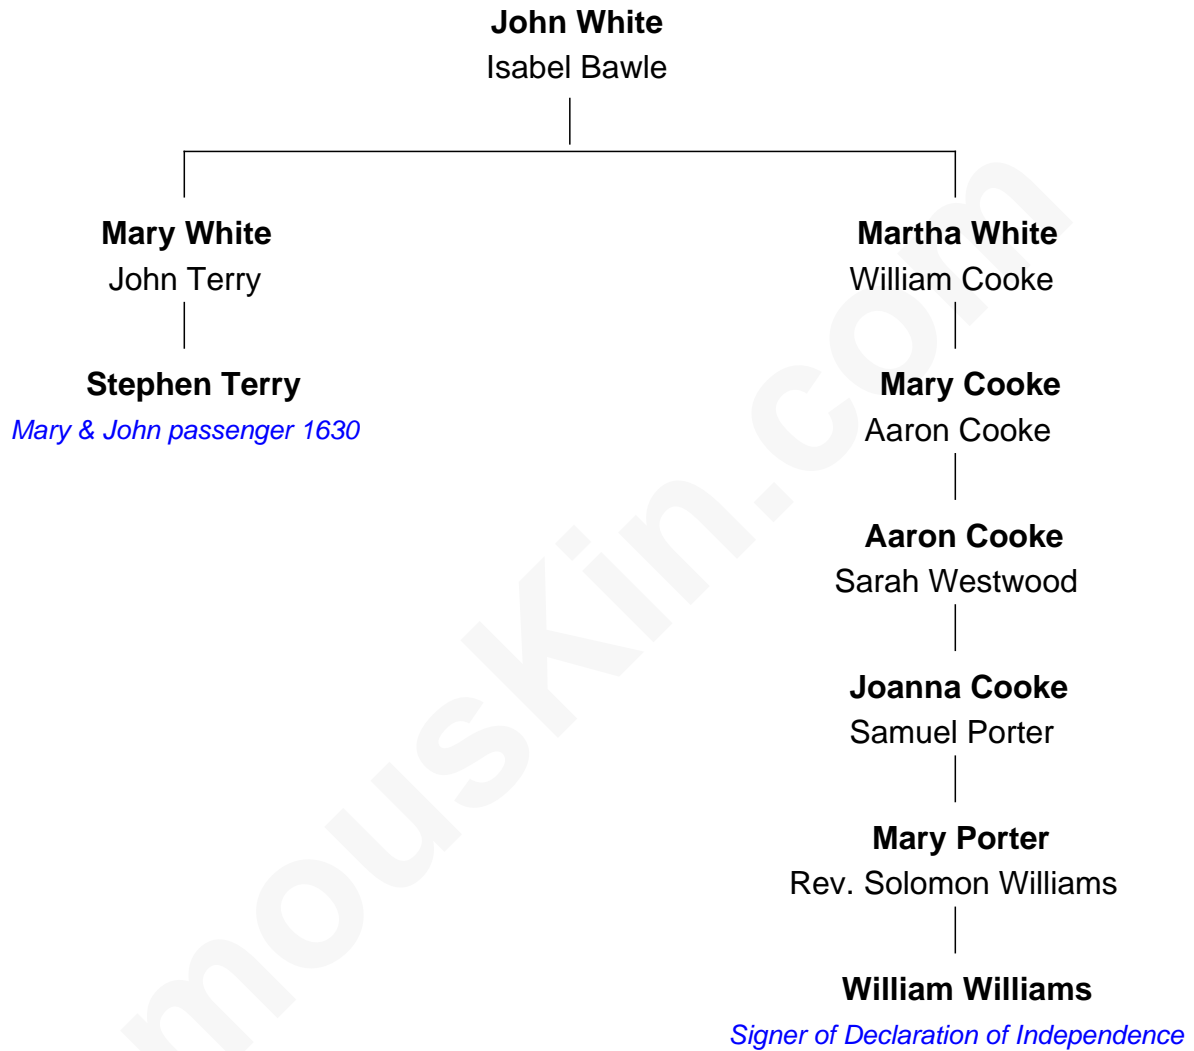 John White
Isabel Bawle
Mary White
John Terry
Martha White
William Cooke
Stephen Terry
Mary & John passenger 1630
Mary Cooke
Aaron Cooke
Aaron Cooke
Sarah Westwood
Joanna Cooke
Samuel Porter
Mary Porter
Rev. Solomon Williams
William Williams
Signer of Declaration of Independence
mouskin.com